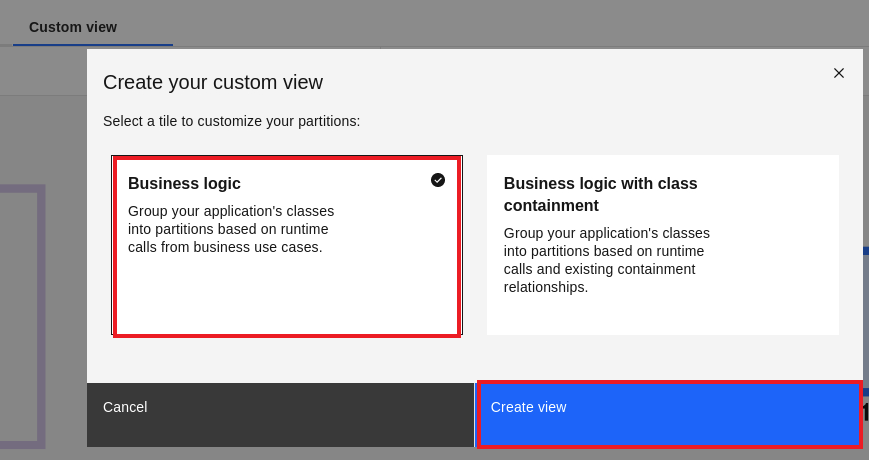 Custom view
Create your custom view
Select a tile to customize your partitions:
Business logic
Group your application's classes
into partitions based on runtime
calls from business use cases.
Business logic with class
containment
Group your application's classes
into partitions based on runtime
calls and existing containment
relationships.
Cancel
Create view